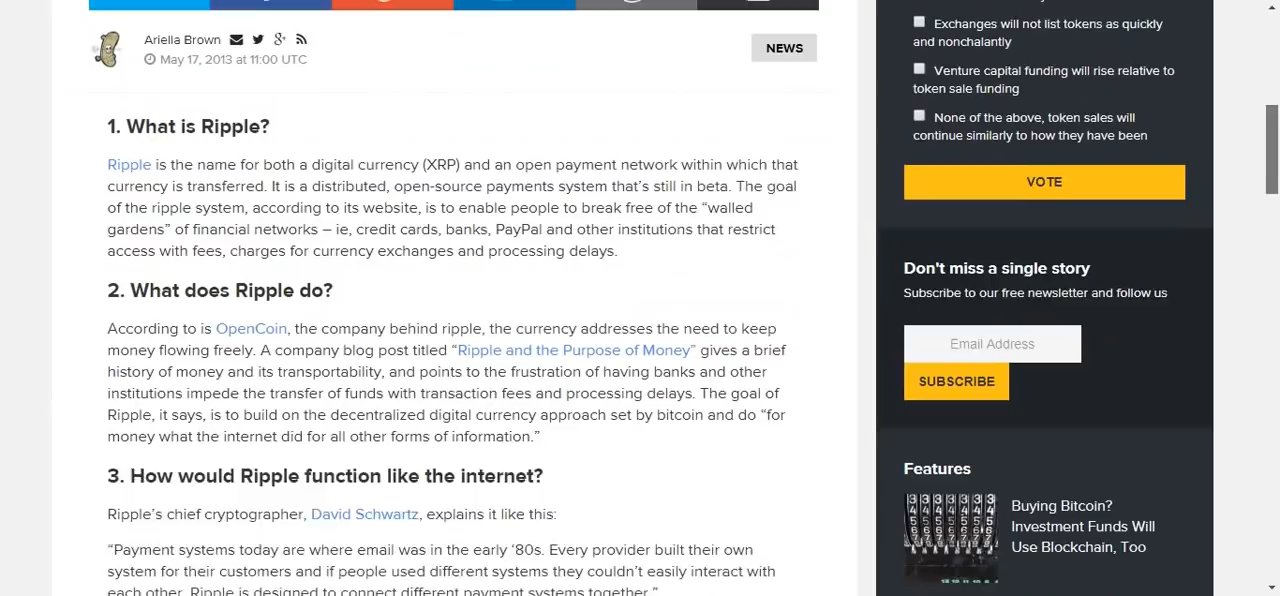 Ariella Brown
May 17, 2013 at 11:00 UTC
NEWS
1. What is Ripple?
Ripple is the name for both a digital currency (XRP) and an open payment network within which that
currency is transferred. It is a distributed, open-source payments system that’s still in beta. The goal
of the ripple system, according to its website, is to enable people to break free of the “walled
gardens” of financial networks – ie, credit cards, banks, PayPal and other institutions that restrict
access with fees, charges for currency exchanges and processing delays.
2. What does Ripple do?
According to is OpenCoin, the company behind ripple, the currency addresses the need to keep
money flowing freely. A company blog post titled “Ripple and the Purpose of Money” gives a brief
history of money and its transportability, and points to the frustration of having banks and other
institutions impede the transfer of funds with transaction fees and processing delays. The goal of
Ripple, it says, is to build on the decentralized digital currency approach set by bitcoin and do “for
money what the internet did for all other forms of information.”
3. How would Ripple function like the internet?
Ripple’s chief cryptographer, David Schwartz, explains it like this:
“Payment systems today are where email was in the early ‘80s. Every provider built their own
system for their customers and if people used different systems they couldn’t easily interact with
each other. Ripple is designed to connect different payment systems together.”
Exchanges will not list tokens as quickly
and nonchalantly
Venture capital funding will rise relative to
token sale funding
None of the above, token sales will
continue similarly to how they have been
VOTE
Don't miss a single story
Subscribe to our free newsletter and follow us
Email Address
SUBSCRIBE
Features
Buying Bitcoin?
Investment Funds Will
Use Blockchain, Too